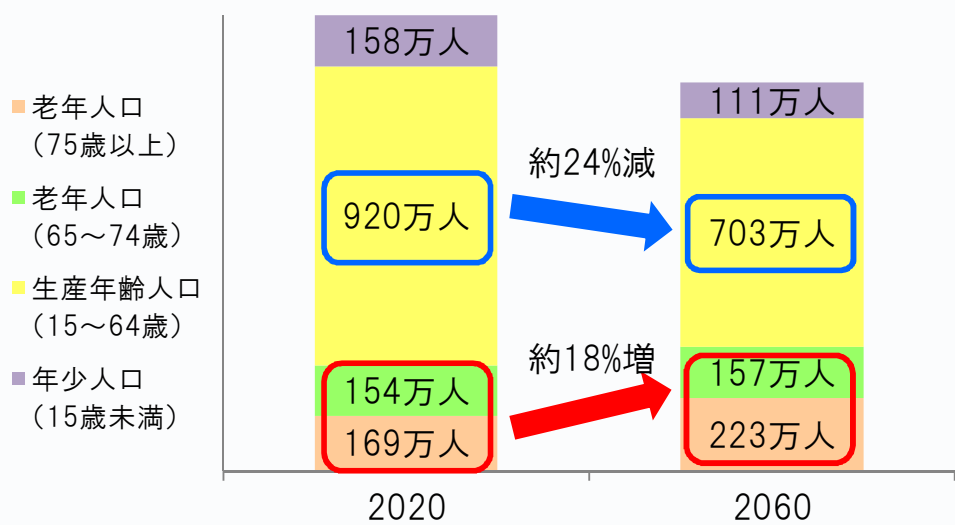 老年人口
(75歳以上)
老年人口
(65～74歳)
生産年齢人口
(15～64歳)
年少人口
(15歳未満)
158万人
920万人
154万人
169万人
約24%減
約18%増
111万人
703万人
157万人
223万人
2020
2060